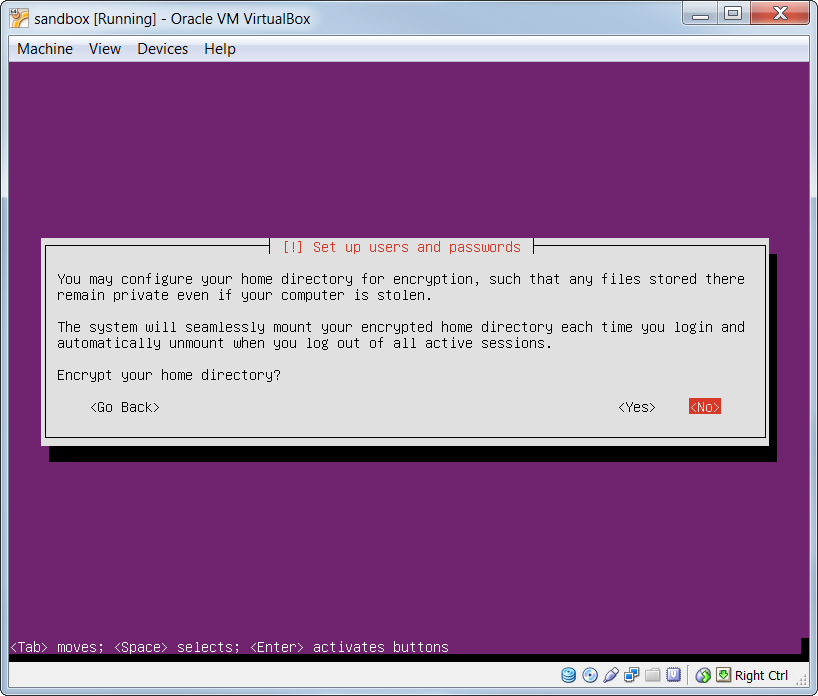 sandbox [Running] - Oracle VM VirtualBox
Machine View Devices Help
[!] Set up users and passwords
You may configure your home directory for encryption, such that any files stored there
remain private even if your computer is stolen.
The system will seamlessly mount your encrypted home directory each time you login and
automatically unmount when you log out of all active sessions.
Encrypt your home directory?
<Go Back> <Yes> <No>
<Tab> moves; <Space> selects; <Enter> activates buttons
Right Ctrl